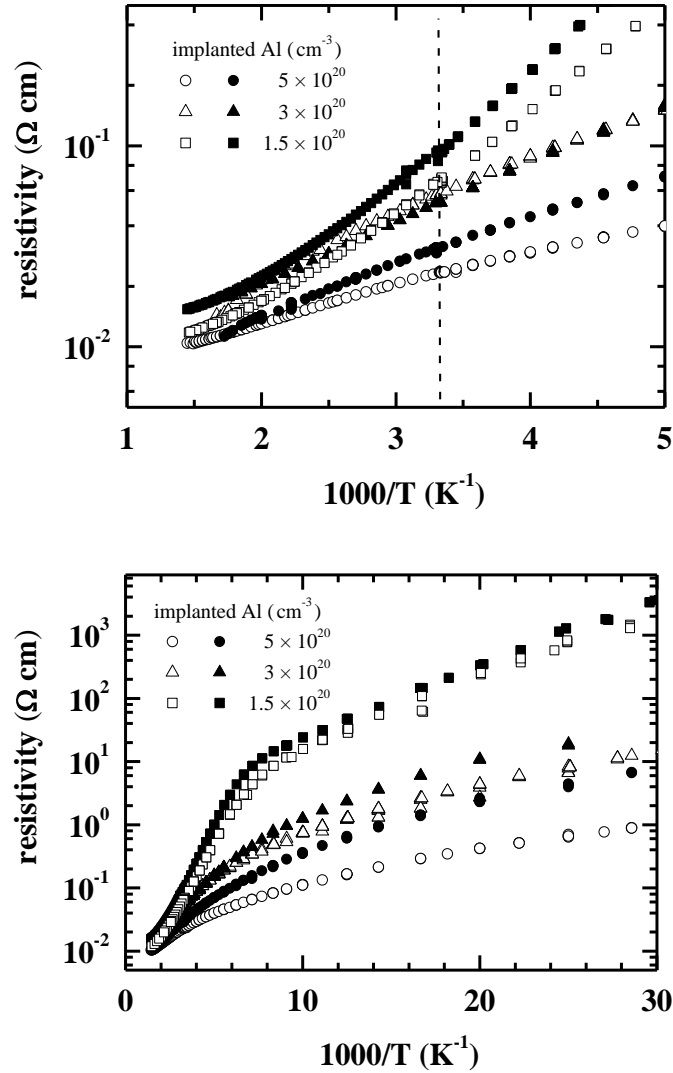 resistivity (Ω cm)
implanted Al (cm⁻³)
5 × 10²⁰
3 × 10²⁰
1.5 × 10²⁰
10⁻¹
10⁻²
1 2 3 4 5
1000/T (K⁻¹)
resistivity (Ω cm)
implanted Al (cm⁻³)
5 × 10²⁰
3 × 10²⁰
1.5 × 10²⁰
10³
10²
10¹
10⁰
10⁻¹
10⁻²
0 10 20 30
1000/T (K⁻¹)